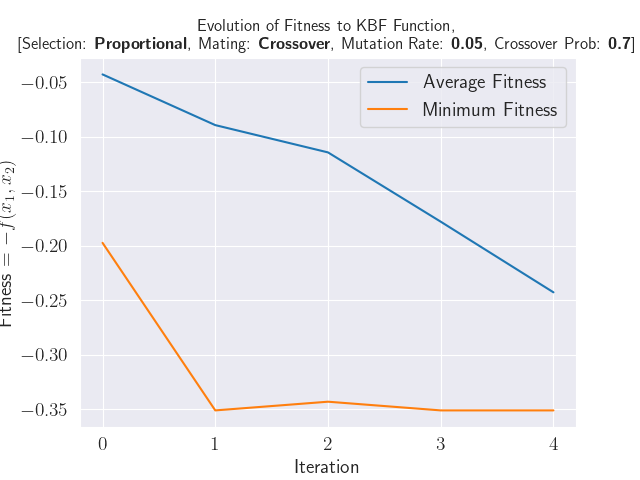 Evolution of Fitness to KBF Function,
[Selection: Proportional, Mating: Crossover, Mutation Rate: 0.05, Crossover Prob: 0.7]
Average Fitness
Minimum Fitness
Fitness = −f(x₁, x₂)
−0.05
−0.10
−0.15
−0.20
−0.25
−0.30
−0.35
0 1 2 3 4
Iteration